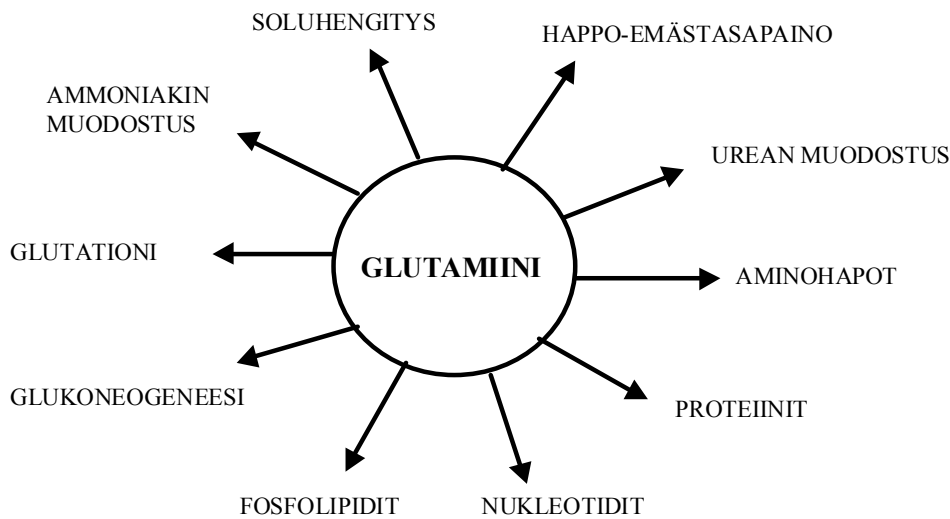 SOLUHENGITYS
HAPPO-EMÄSTASAPAINO
AMMONIAKIN
MUODOSTUS
UREAN MUODOSTUS
GLUTATIONI
GLUTAMIINI
AMINOHAPOT
GLUKONEOGENEESI
PROTEIINIT
FOSFOLIPIDIT
NUKLEOTIDIT